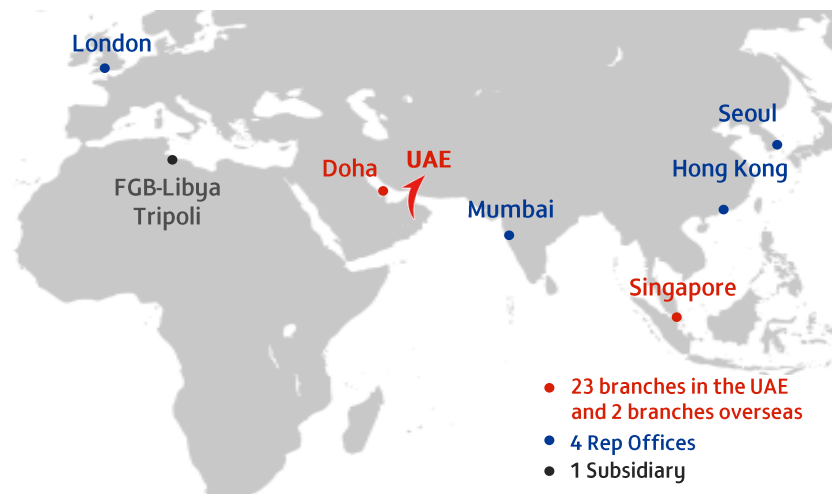 London
Seoul
Doha
UAE
Hong Kong
FGB-Libya
Tripoli
Mumbai
Singapore
23 branches in the UAE
and 2 branches overseas
4 Rep Offices
1 Subsidiary